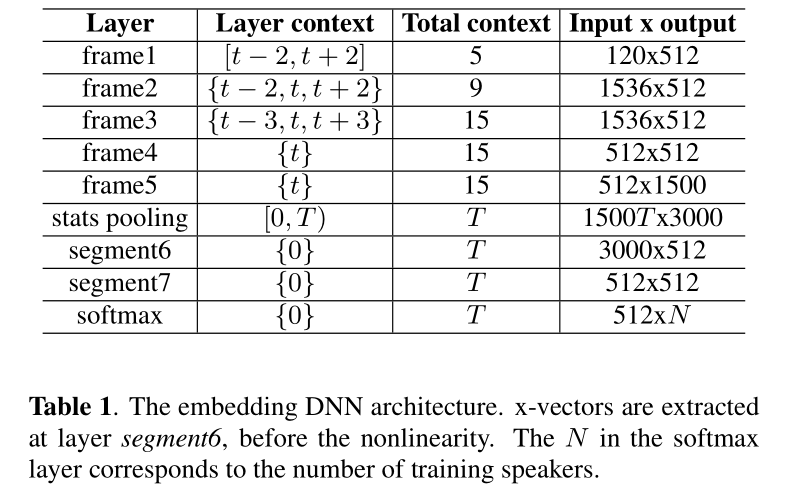 Layer Layer context Total context Input x output
frame1 [t − 2, t + 2] 5 120x512
frame2 {t − 2, t, t + 2} 9 1536x512
frame3 {t − 3, t, t + 3} 15 1536x512
frame4 {t} 15 512x512
frame5 {t} 15 512x1500
stats pooling [0, T) T 1500Tx3000
segment6 {0} T 3000x512
segment7 {0} T 512x512
softmax {0} T 512xN
Table 1. The embedding DNN architecture. x-vectors are extracted
at layer segment6, before the nonlinearity. The N in the softmax
layer corresponds to the number of training speakers.